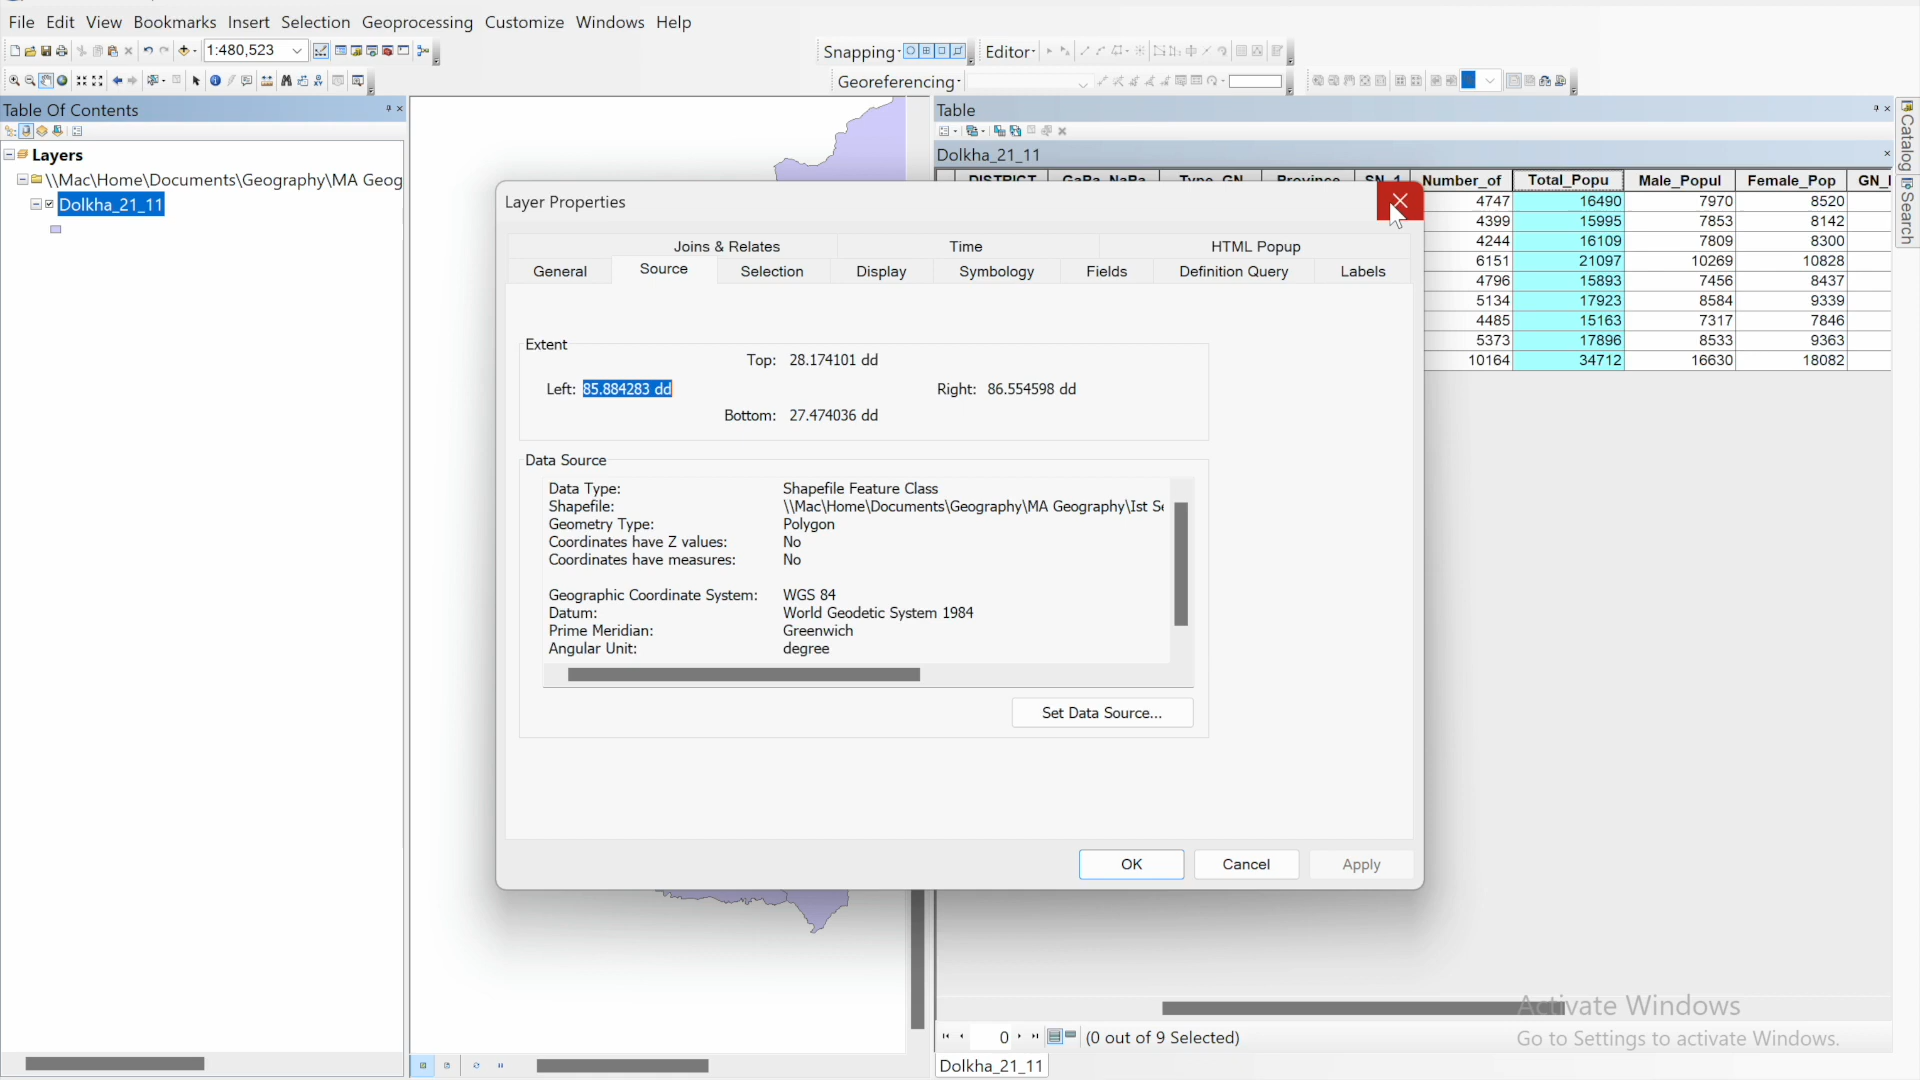 File Edit View Bookmarks Insert Selection Geoprocessing Customize Windows Help
1:480,523 Snapping Editor
Georeferencing
Table Of Contents
Layers
\\Mac\Home\Documents\Geography\MA Geog
Dolkha_21_11
Table
Dolkha_21_11
DISTRICT GaPa_NaPa Type_GN Province SN_1 Number_of Total_Popu Male_Popul Female_Pop
4747 16490 7970 8520
4399 15995 7853 8142
4244 16109 7809 8300
6151 21097 10269 10828
4796 15893 7456 8437
5134 17923 8584 9339
4485 15163 7317 7846
5373 17896 8533 9363
10164 34712 16630 18082
Catalog
Search
Layer Properties
Joins & Relates Time HTML Popup
General Source Selection Display Symbology Fields Definition Query Labels
Extent
Top: 28.174101 dd
Left: 85.884283 dd Right: 86.554598 dd
Bottom: 27.474036 dd
Data Source
Data Type: Shapefile Feature Class
Shapefile: \\Mac\Home\Documents\Geography\MA Geography\Ist Se
Geometry Type: Polygon
Coordinates have Z values: No
Coordinates have measures: No
Geographic Coordinate System: WGS 84
Datum: World Geodetic System 1984
Prime Meridian: Greenwich
Angular Unit: degree
Set Data Source...
OK Cancel Apply
Activate Windows
Go to Settings to activate Windows.
0 (0 out of 9 Selected)
Dolkha_21_11